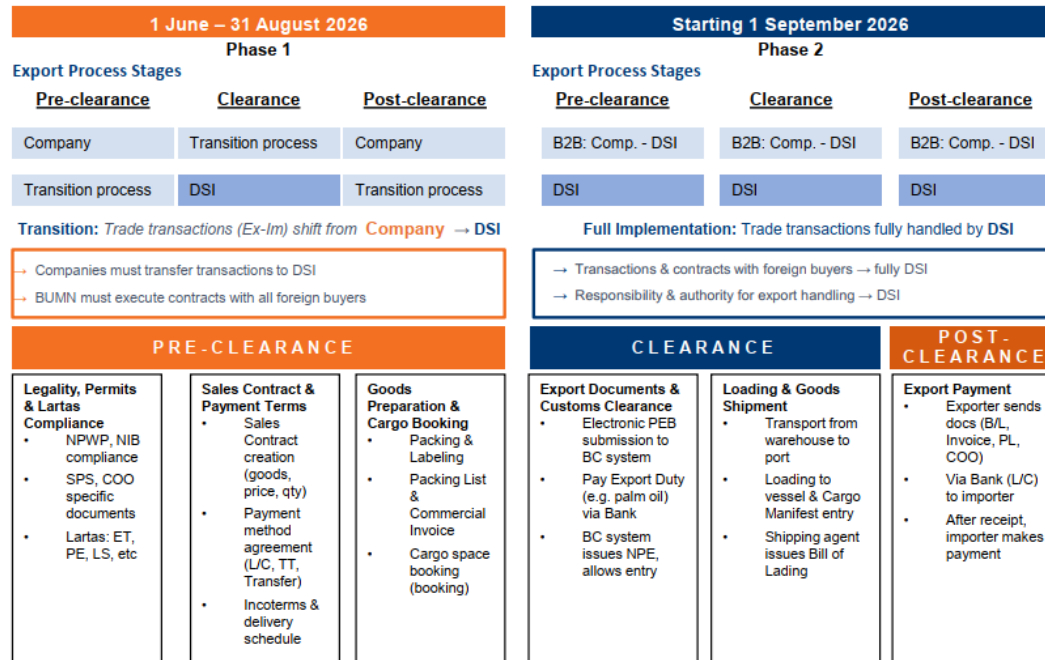 1 June – 31 August 2026
Phase 1
Export Process Stages
Pre-clearance Clearance Post-clearance
Company Transition process Company
Transition process DSI Transition process
Transition: Trade transactions (Ex-Im) shift from Company → DSI
→ Companies must transfer transactions to DSI
→ BUMN must execute contracts with all foreign buyers
Starting 1 September 2026
Phase 2
Export Process Stages
Pre-clearance Clearance Post-clearance
B2B: Comp. - DSI B2B: Comp. - DSI B2B: Comp. - DSI
DSI DSI DSI
Full Implementation: Trade transactions fully handled by DSI
→ Transactions & contracts with foreign buyers → fully DSI
→ Responsibility & authority for export handling → DSI
PRE-CLEARANCE
Legality, Permits
& Lartas
Compliance
• NPWP, NIB
compliance
• SPS, COO
specific
documents
• Lartas: ET,
PE, LS, etc
Sales Contract &
Payment Terms
• Sales
Contract
creation
(goods,
price, qty)
• Payment
method
agreement
(L/C, TT,
Transfer)
• Incoterms &
delivery
schedule
Goods
Preparation &
Cargo Booking
• Packing &
Labeling
• Packing List
&
Commercial
Invoice
• Cargo space
booking
(booking)
CLEARANCE
Export Documents &
Customs Clearance
• Electronic PEB
submission to
BC system
• Pay Export Duty
(e.g. palm oil)
via Bank
• BC system
issues NPE,
allows entry
Loading & Goods
Shipment
• Transport from
warehouse to
port
• Loading to
vessel & Cargo
Manifest entry
• Shipping agent
issues Bill of
Lading
POST-
CLEARANCE
Export Payment
• Exporter sends
docs (B/L,
Invoice, PL,
COO)
• Via Bank (L/C)
to importer
• After receipt,
importer makes
payment